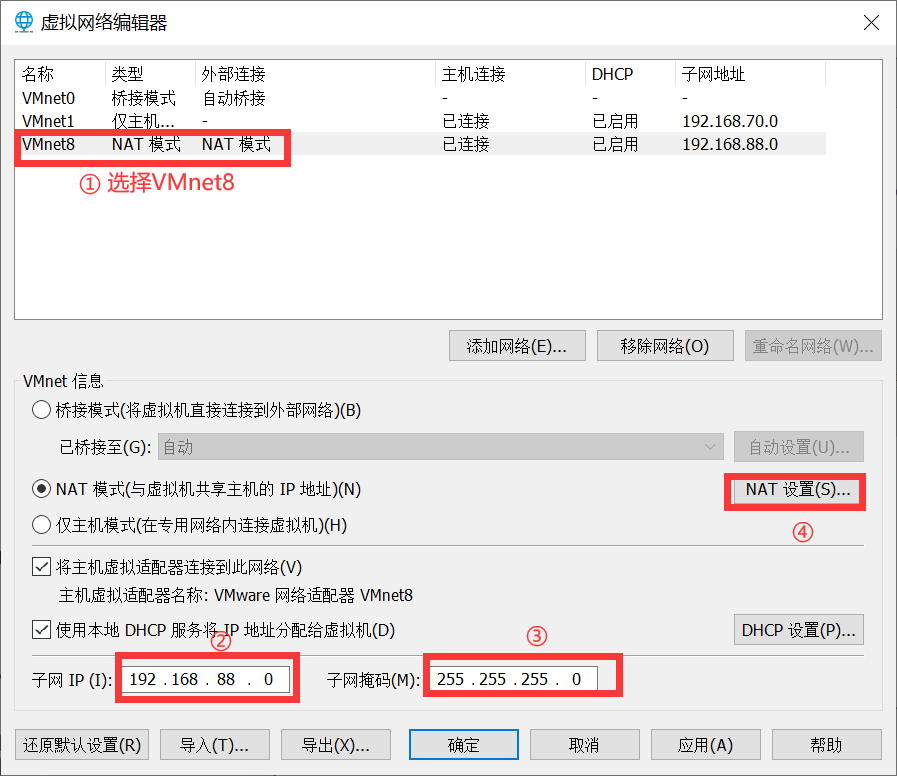 虚拟网络编辑器
名称 类型 外部连接 主机连接 DHCP 子网地址
VMnet0 桥接模式 自动桥接 - - -
VMnet1 仅主机... - 已连接 已启用 192.168.70.0
VMnet8 NAT 模式 NAT 模式 已连接 已启用 192.168.88.0
① 选择VMnet8
添加网络(E)... 移除网络(O) 重命名网络(W)...
VMnet 信息
桥接模式(将虚拟机直接连接到外部网络)(B)
已桥接至(G): 自动 自动设置(U)...
NAT 模式(与虚拟机共享主机的 IP 地址)(N) NAT 设置(S)...
仅主机模式(在专用网络内连接虚拟机)(H)
④
将主机虚拟适配器连接到此网络(V)
主机虚拟适配器名称: VMware 网络适配器 VMnet8
使用本地 DHCP 服务将 IP 地址分配给虚拟机(D) DHCP 设置(P)...
② ③
子网 IP (I): 192 . 168 . 88 . 0 子网掩码(M): 255 . 255 . 255 . 0
还原默认设置(R) 导入(T)... 导出(X)... 确定 取消 应用(A) 帮助